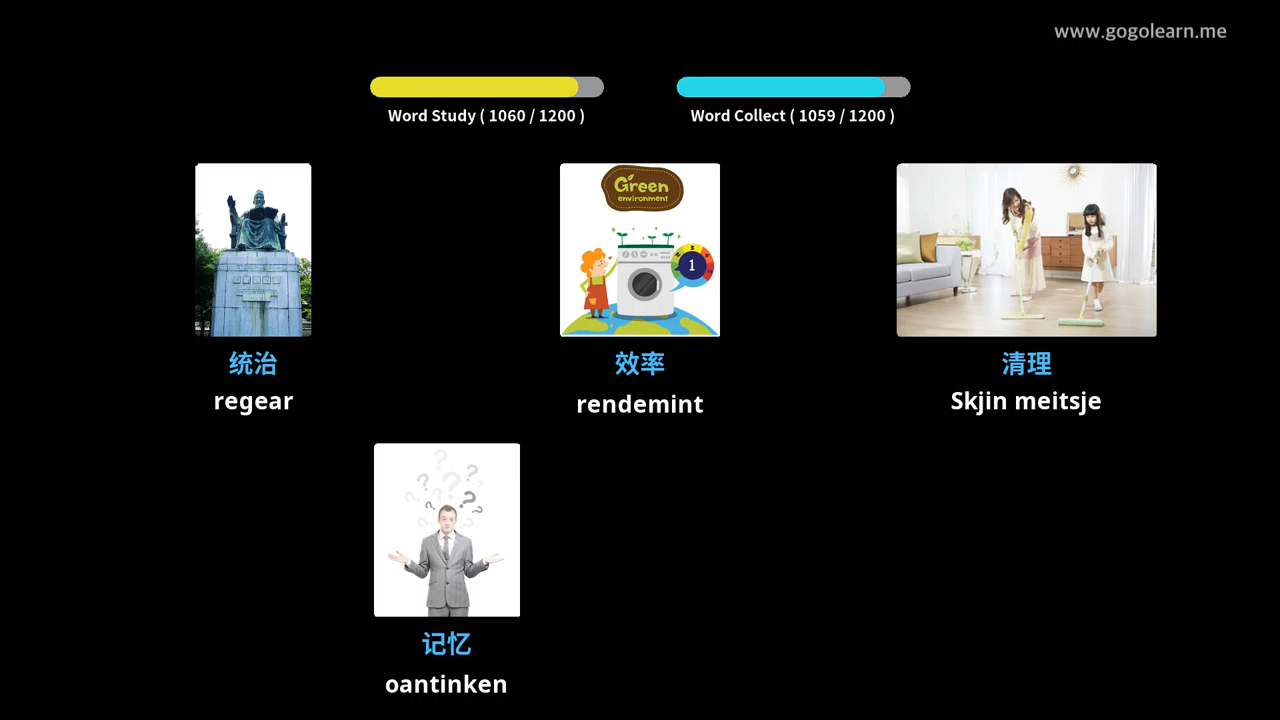 www.gogolearn.me
Word Study ( 1060 / 1200 )
Word Collect ( 1059 / 1200 )
Green
environment
1
统治
效率
清理
regear
rendemint
Skjin meitsje
记忆
oantinken